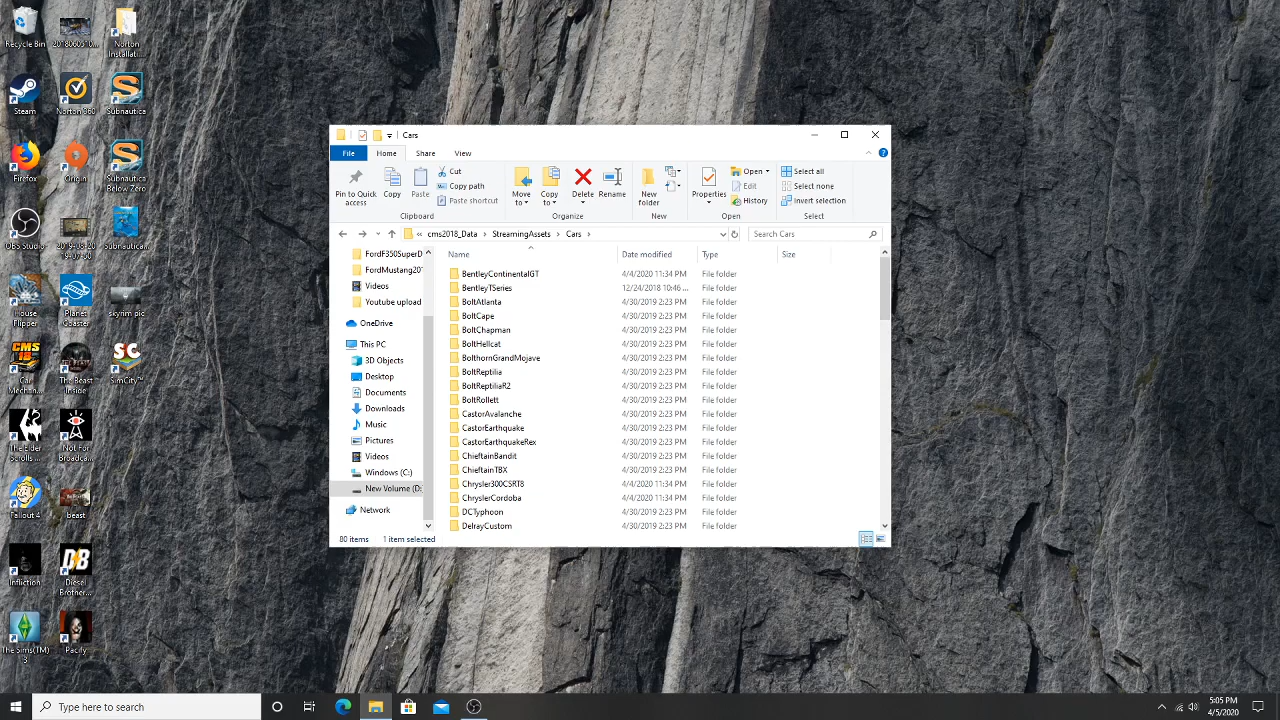 Recycle Bin
20180603 10...
Norton
Installati...
Steam
Norton 360
Subnautica
Firefox
Origin
Subnautica
Below Zero
OBS Studio
2019-08-20
19-07-00
Subnautica...
House
Flipper
Planet
Coaster
skyrim pic
Car
Mechan...
The Beast
Inside
SimCity™
The Elder
Scrolls ...
Not For
Broadca...
Fallout 4
beast
Infliction
Diesel
Brother...
The Sims(TM)
3
Pacify
Cars
File
Home
Share
View
Pin to Quick
access
Copy
Paste
Cut
Copy path
Paste shortcut
Clipboard
Move
to
Copy
to
Delete
Rename
Organize
New
folder
New
Properties
Open
Edit
History
Open
Select all
Select none
Invert selection
Select
« cms2018_Data > StreamingAssets > Cars >
Search Cars
Name
Date modified
Type
Size
FordF350SuperD
FordMustang20
Videos
Youtube upload
OneDrive
This PC
3D Objects
Desktop
Documents
Downloads
Music
Pictures
Videos
Windows (C:)
New Volume (D:
Network
BentleyContinentalGT 4/4/2020 11:34 PM File folder
BentleyTSeries 12/24/2018 10:46 ... File folder
BoltAtlanta 4/30/2019 2:23 PM File folder
BoltCape 4/30/2019 2:23 PM File folder
BoltChapman 4/30/2019 2:23 PM File folder
BoltHellcat 4/30/2019 2:23 PM File folder
BolthornGrandMojave 4/30/2019 2:23 PM File folder
BoltReptilia 4/30/2019 2:23 PM File folder
BoltReptiliaR2 4/30/2019 2:23 PM File folder
BoltRollett 4/30/2019 2:23 PM File folder
CastorAvalanche 4/30/2019 2:23 PM File folder
CastorEarthquake 4/30/2019 2:23 PM File folder
CastorEarthquakeRex 4/30/2019 2:23 PM File folder
ChieftainBandit 4/30/2019 2:23 PM File folder
ChieftainTBX 4/30/2019 2:23 PM File folder
Chrysler300CSRT8 4/4/2020 11:34 PM File folder
ChryslerCordoba 4/4/2020 11:34 PM File folder
DCTyphoon 4/30/2019 2:23 PM File folder
DelrayCustom 4/30/2019 2:23 PM File folder
80 items
1 item selected
Type here to search
5:05 PM
4/5/2020